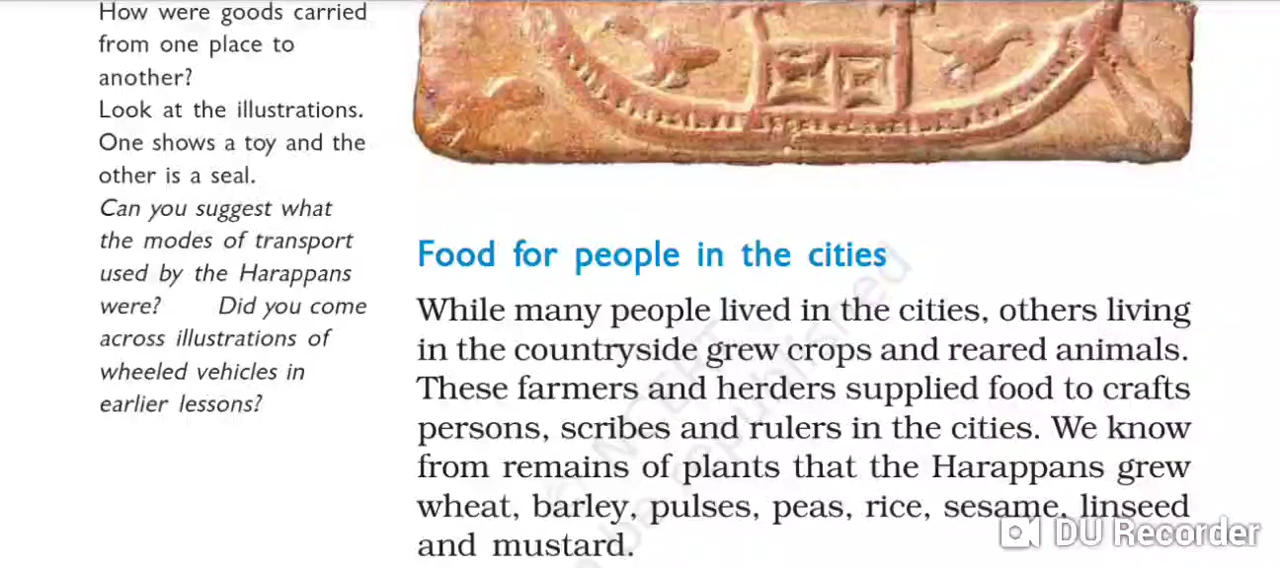 How were goods carried
from one place to
another?
Look at the illustrations.
One shows a toy and the
other is a seal.
Can you suggest what
the modes of transport
used by the Harappans
were? Did you come
across illustrations of
wheeled vehicles in
earlier lessons?
Food for people in the cities
While many people lived in the cities, others living
in the countryside grew crops and reared animals.
These farmers and herders supplied food to crafts
persons, scribes and rulers in the cities. We know
from remains of plants that the Harappans grew
wheat, barley, pulses, peas, rice, sesame, linseed
and mustard.
DU Recorder
© NCERT
be republished